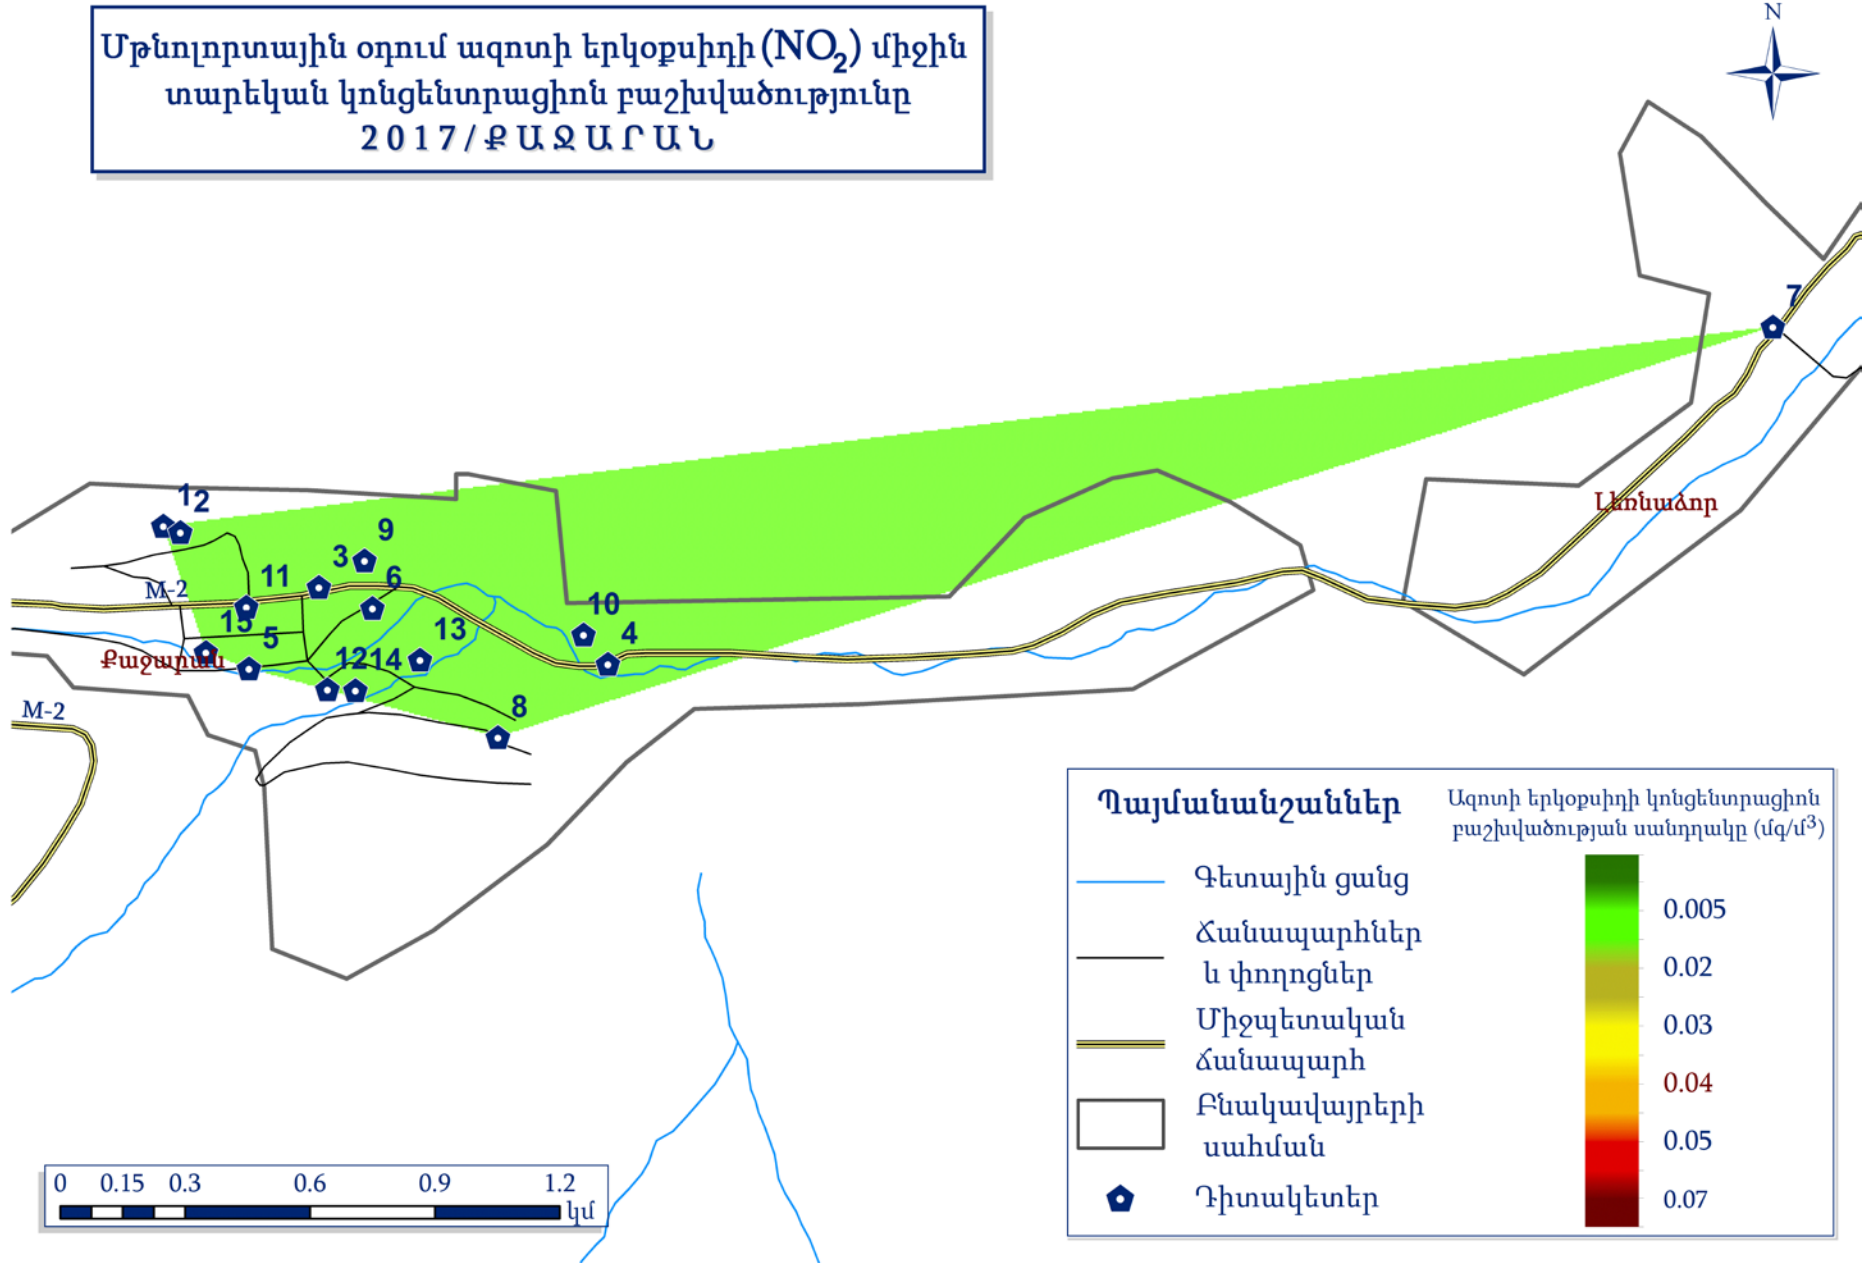 Մթնոլորտային օդում ազոտի երկօքսիդի (NO₂) միջին
տարեկան կոնցենտրացիոն բաշխվածությունը
2017/ՔԱՋԱՐԱՆ
N
7
Լեռնաձոր
12
9
3
11
6
M-2
15
5
13
10
4
Քաջարան
12 14
8
M-2
Պայմանանշաններ
Գետային ցանց
Ճանապարհներ
և փողոցներ
Միջպետական
ճանապարհ
Բնակավայրերի
սահման
Դիտակետեր
Ազոտի երկօքսիդի կոնցենտրացիոն
բաշխվածության սանդղակը (մգ/մ³)
0.005
0.02
0.03
0.04
0.05
0.07
0 0.15 0.3 0.6 0.9 1.2
կմ